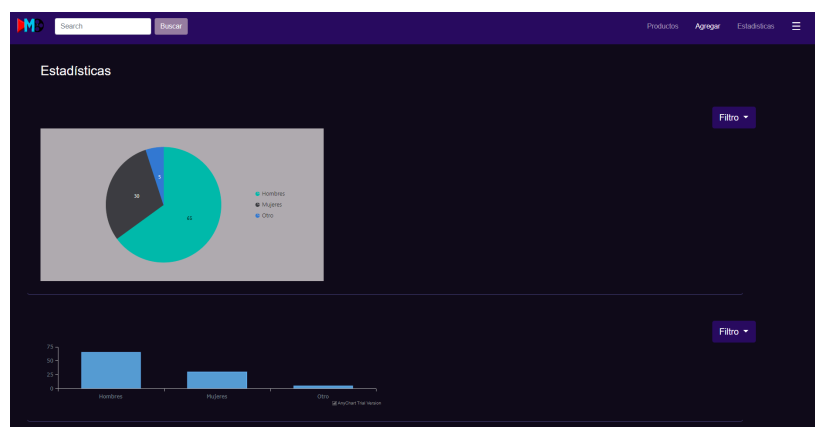 Search
Buscar
Productos
Agregar
Estadísticas
Estadísticas
Filtro
5
30
65
Hombres
Mujeres
Otro
Filtro
75
50
25
0
Hombres
Mujeres
Otro
AnyChart Trial Version